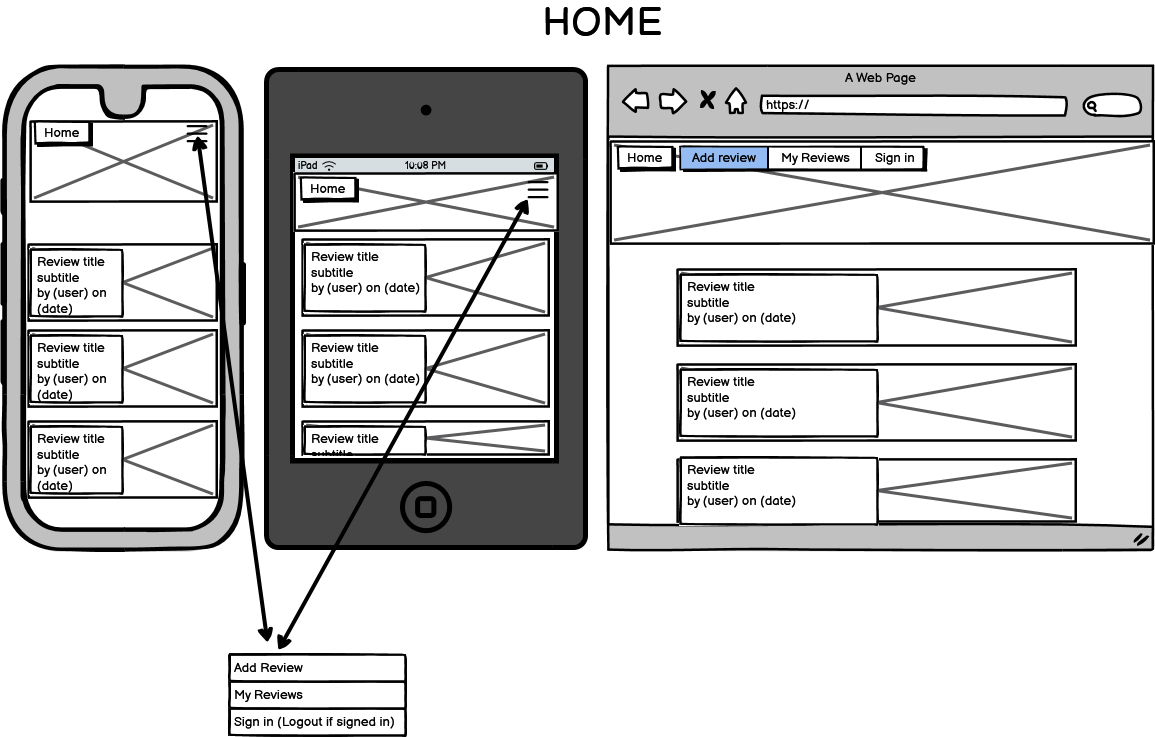 HOME
Home
Review title
subtitle
by (user) on
(date)
Review title
subtitle
by (user) on
(date)
Review title
subtitle
by (user) on
(date)
iPad
10:08 PM
Home
Review title
subtitle
by (user) on (date)
Review title
subtitle
by (user) on (date)
Review title
subtitle
A Web Page
https://
Home
Add review
My Reviews
Sign in
Review title
subtitle
by (user) on (date)
Review title
subtitle
by (user) on (date)
Review title
subtitle
by (user) on (date)
Add Review
My Reviews
Sign in (Logout if signed in)